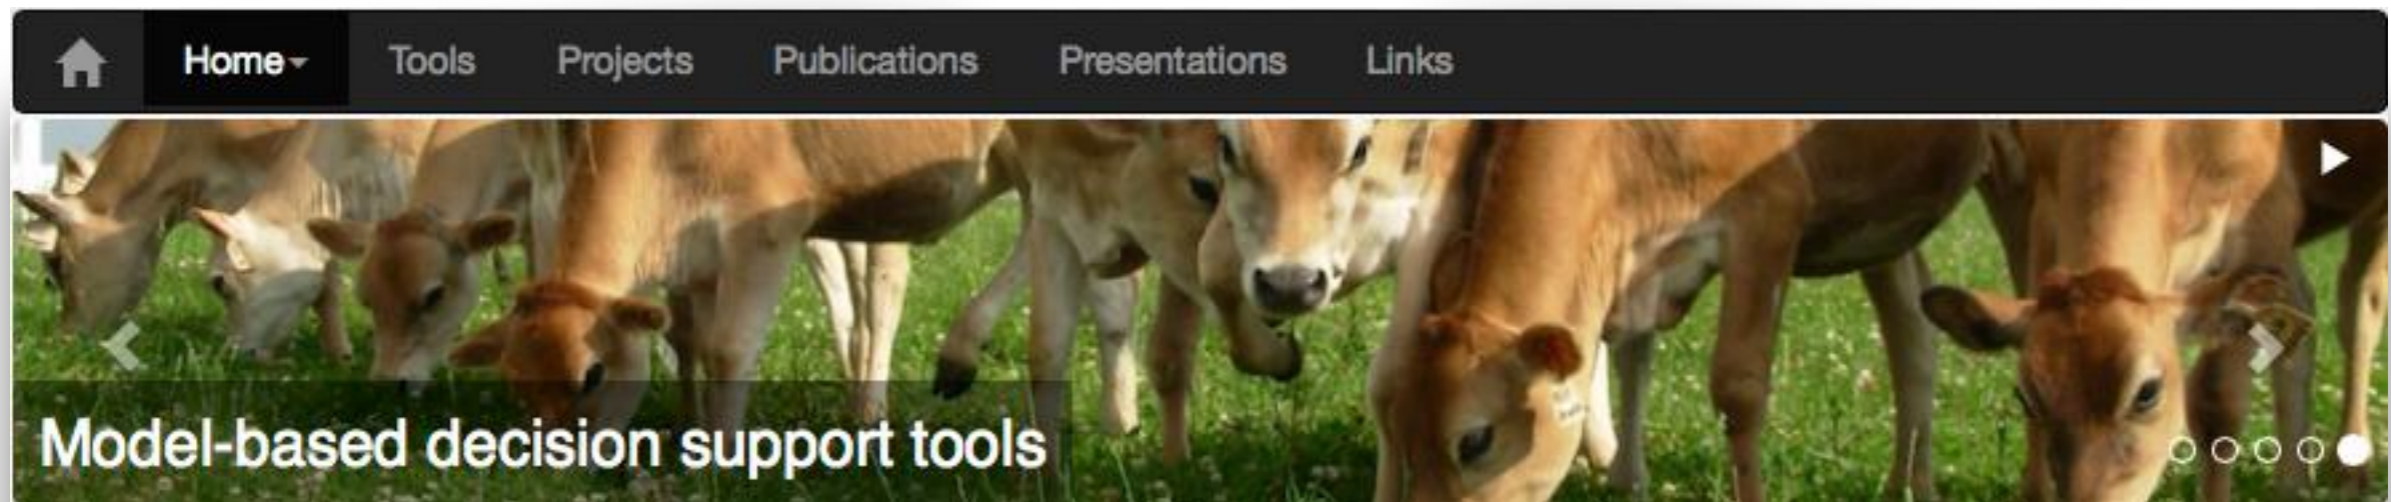 Home Tools Projects Publications Presentations Links
Model-based decision support tools